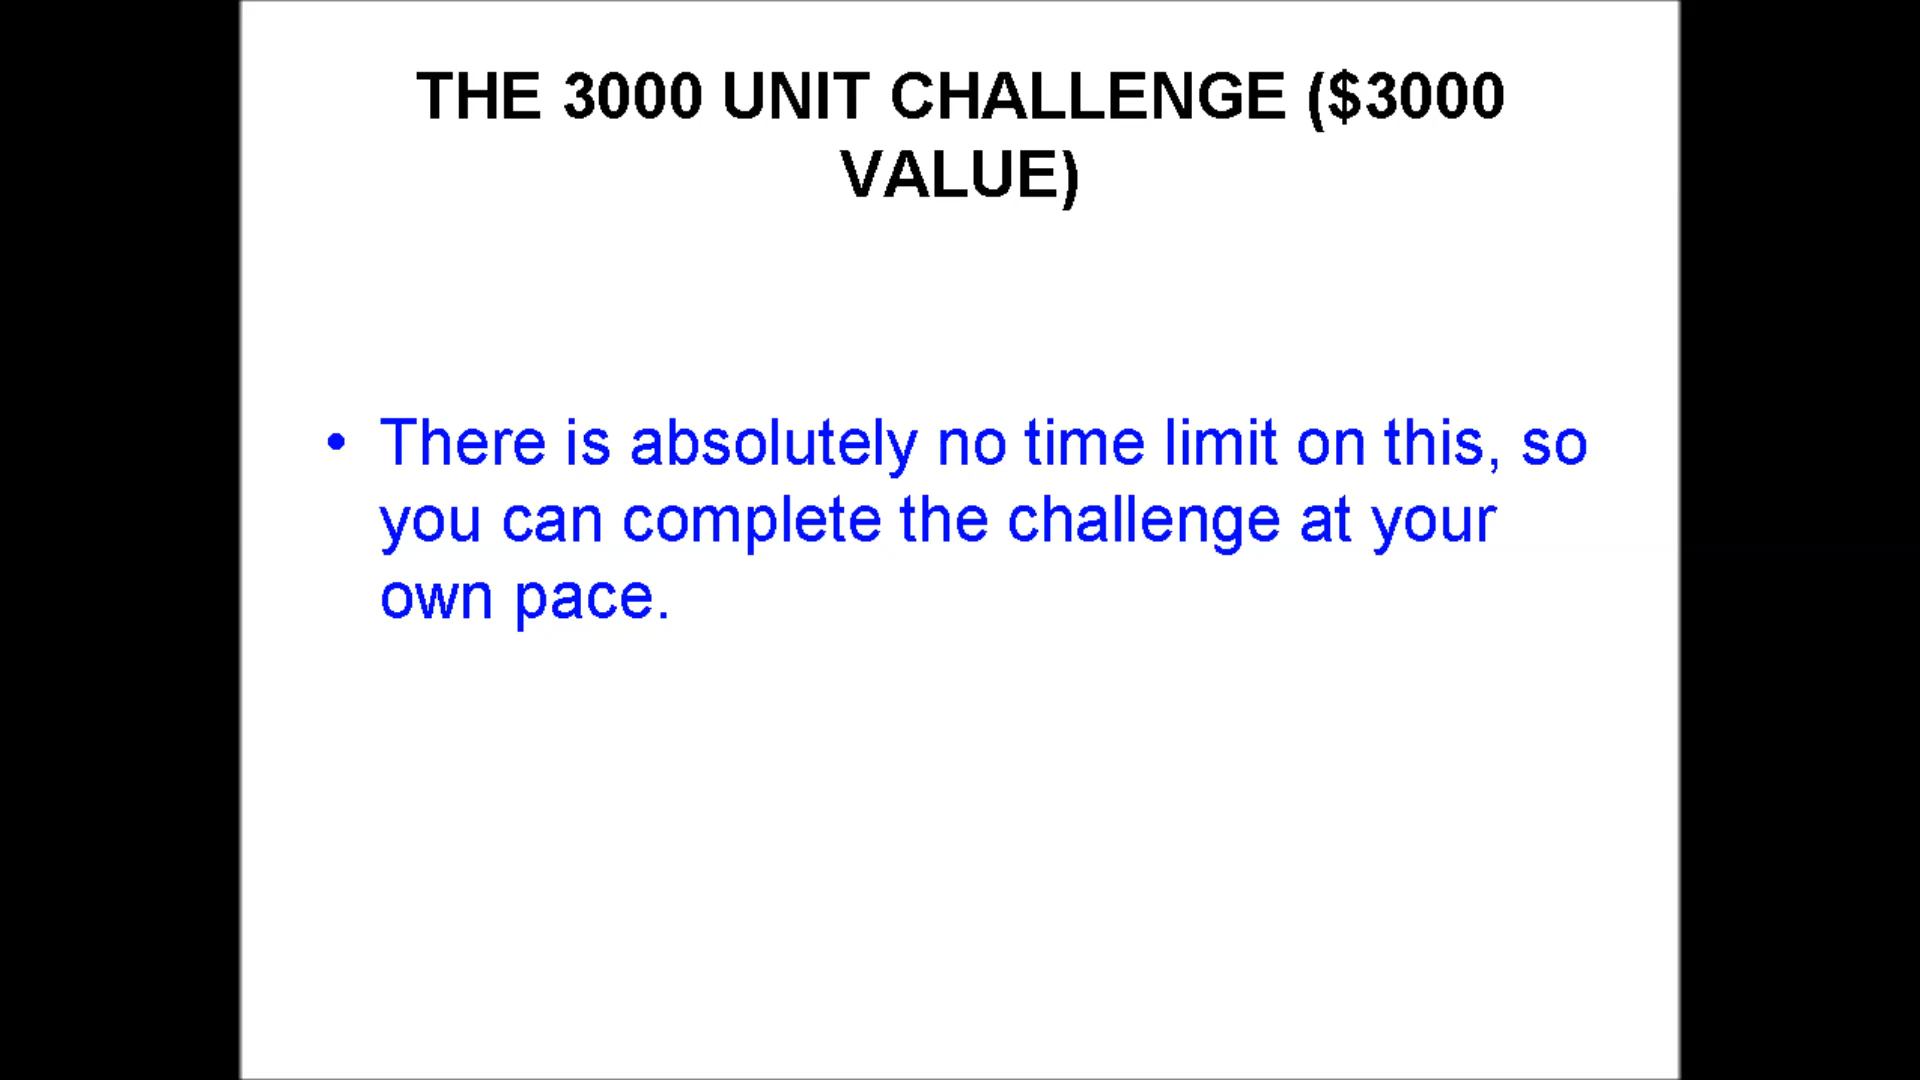 THE 3000 UNIT CHALLENGE ($3000
VALUE)
• There is absolutely no time limit on this, so
you can complete the challenge at your
own pace.